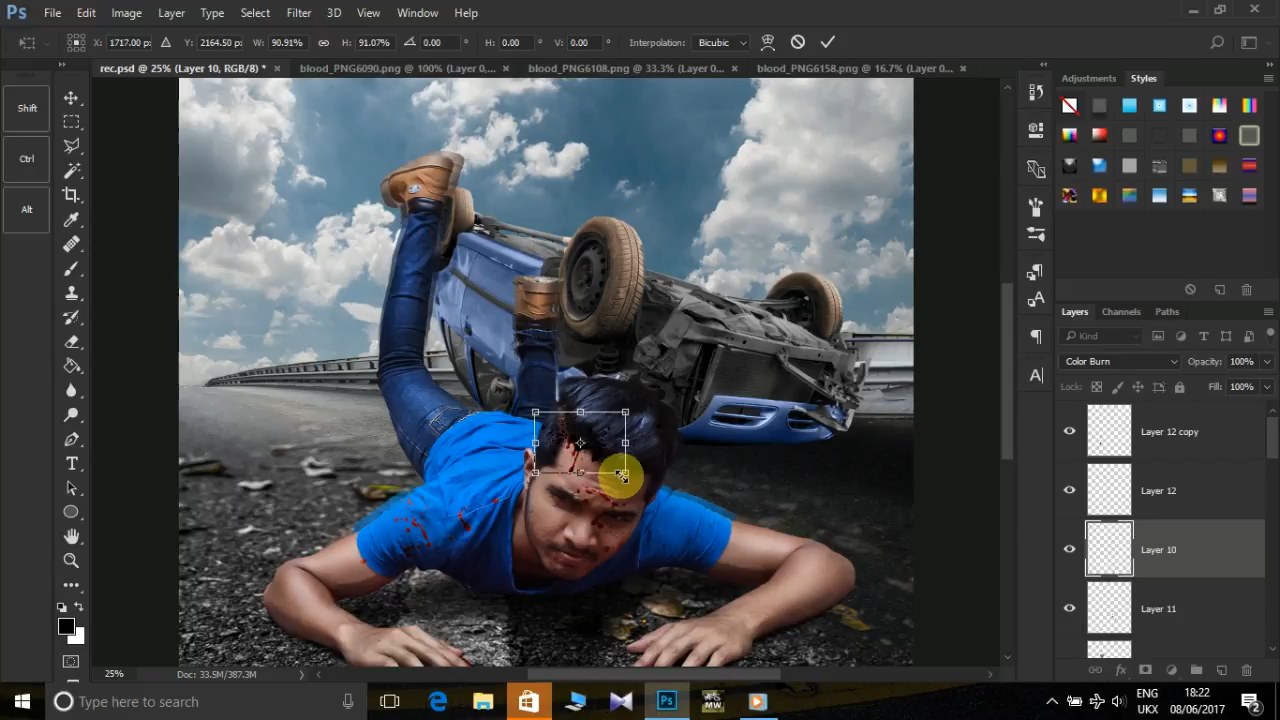 Ps File Edit Image Layer Type Select Filter 3D View Window Help
X: 1717.00 px Y: 2164.50 px W: 90.91% H: 91.07% 0.00 ° H: 0.00 ° V: 0.00 ° Interpolation: Bicubic
rec.psd @ 25% (Layer 10, RGB/8) * × blood_PNG6090.png @ 100% (Layer 0,... × blood_PNG6108.png @ 33.3% (Layer 0... × blood_PNG6158.png @ 16.7% (Layer 0... ×
Shift
Ctrl
Alt
Adjustments Styles
Layers Channels Paths
Kind
Color Burn Opacity: 100%
Lock: Fill: 100%
Layer 12 copy
Layer 12
Layer 10
Layer 11
25% Doc: 33.5M/387.3M
Type here to search
Ps
MW
ENG
UKX
18:22
08/06/2017
2